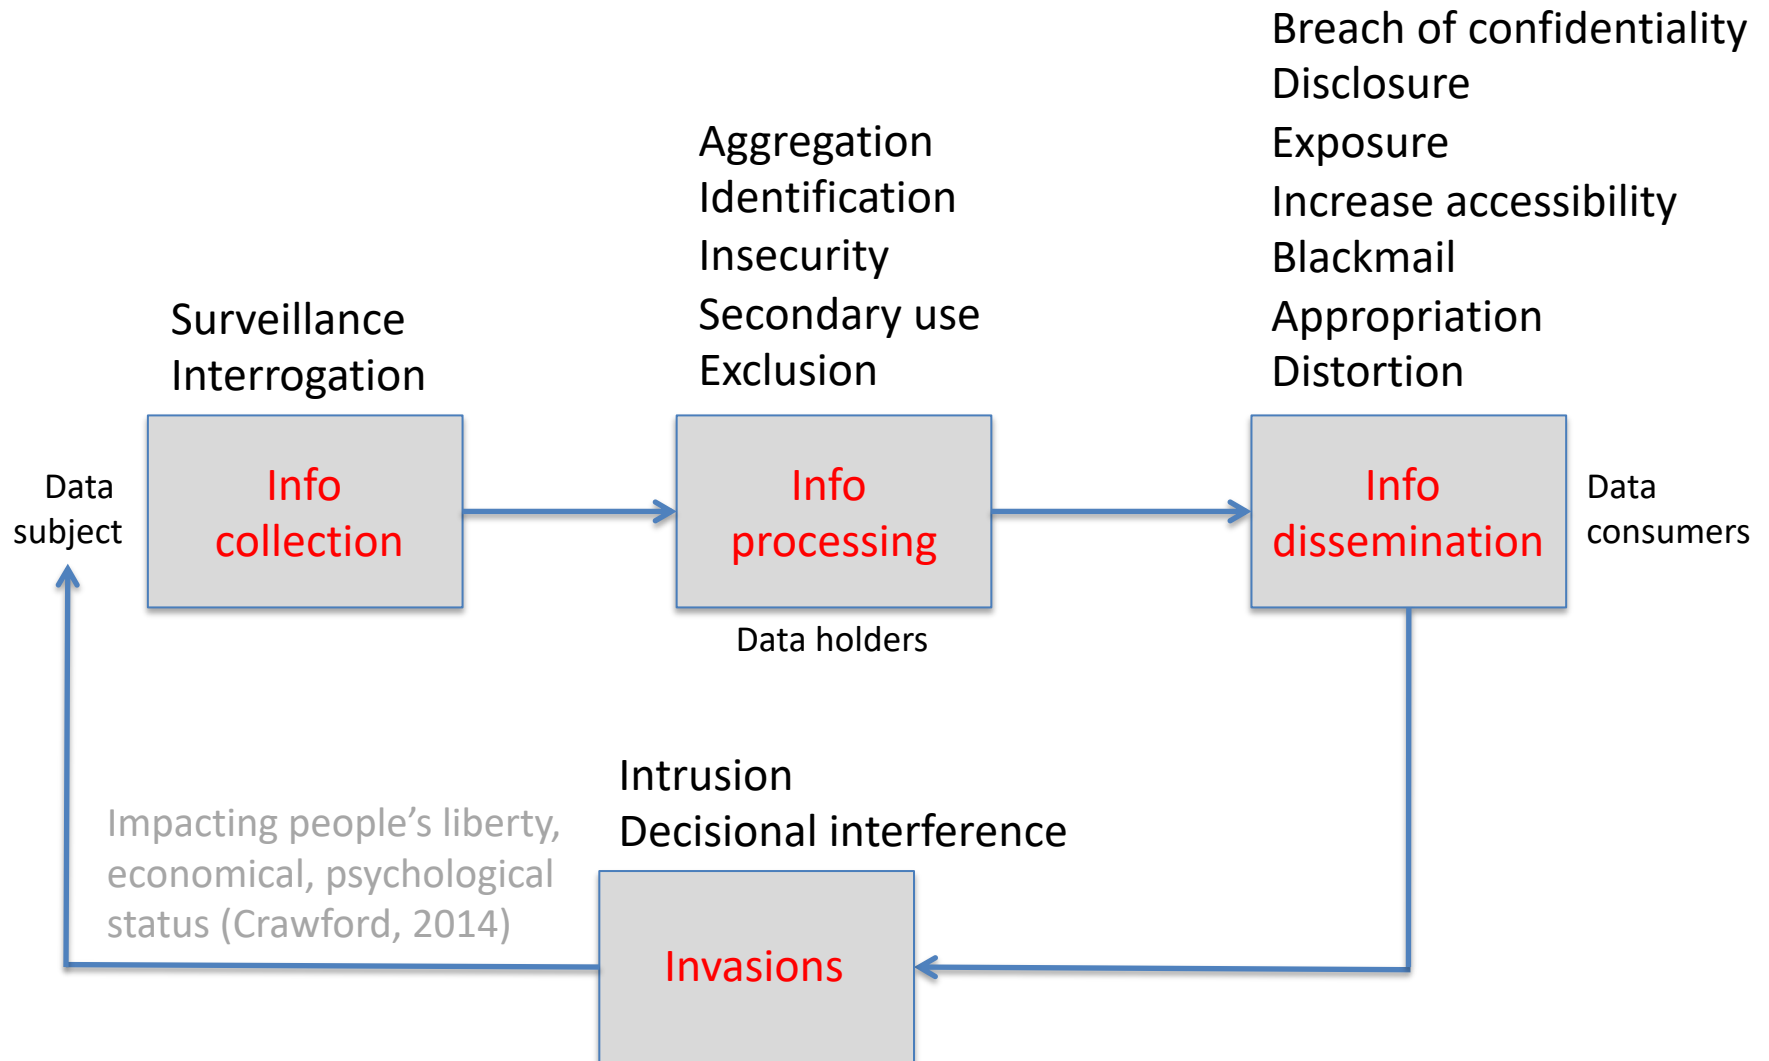 Breach of confidentiality
Disclosure
Exposure
Increase accessibility
Blackmail
Appropriation
Distortion
Aggregation
Identification
Insecurity
Secondary use
Exclusion
Surveillance
Interrogation
Data
subject
Info
collection
Info
processing
Info
dissemination
Data
consumers
Data holders
Intrusion
Decisional interference
Impacting people’s liberty,
economical, psychological
status (Crawford, 2014)
Invasions